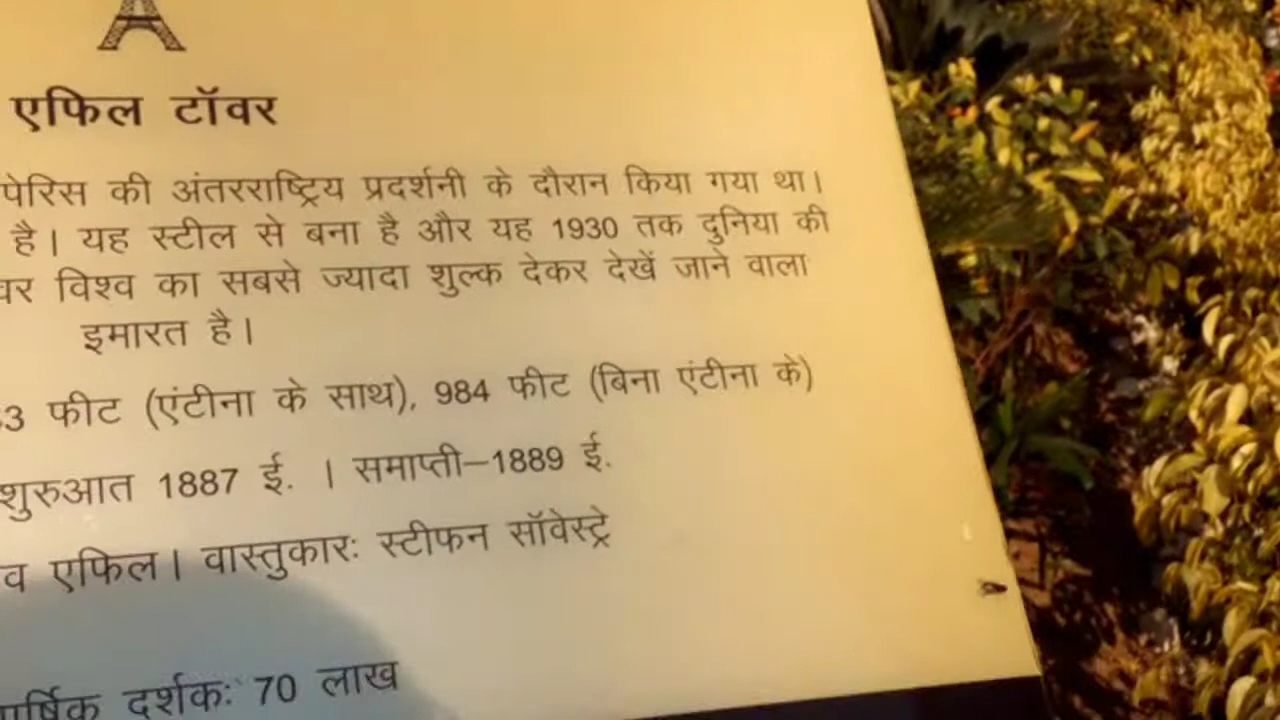 एफिल टॉवर
पेरिस की अंतरराष्ट्रिय प्रदर्शनी के दौरान किया गया था।
है। यह स्टील से बना है और यह 1930 तक दुनिया की
विश्व का सबसे ज्यादा शुल्क देकर देखें जाने वाला
इमारत है।
फीट (एंटीना के साथ), 984 फीट (बिना एंटीना के)
शुरुआत 1887 ई. । समाप्ती–1889 ई.
एफिल। वास्तुकारः स्टीफन सॉवेस्ट्रे
दर्शकः 70 लाख